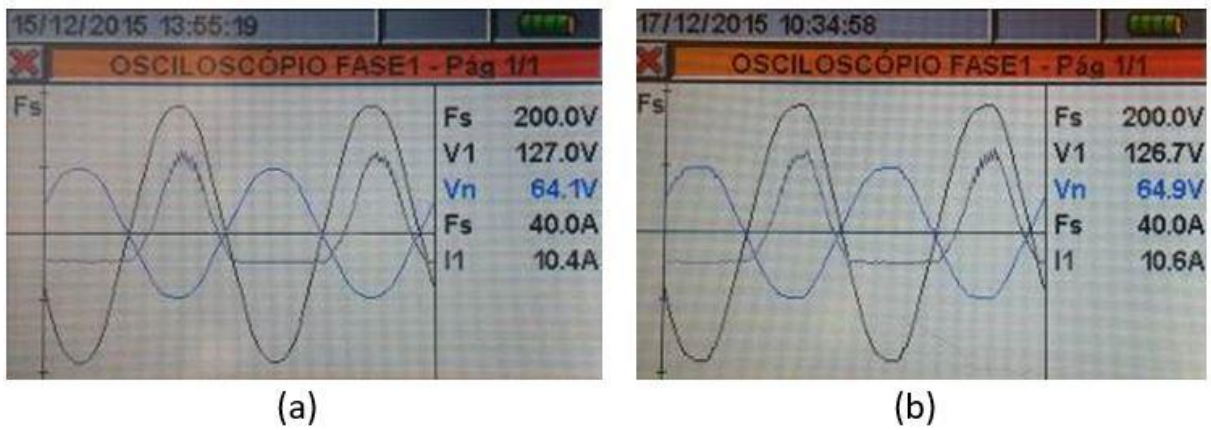 15/12/2015 13:55:19
OSCILOSCÓPIO FASE1 - Pág 1/1
Fs
Fs 200.0V
V1 127.0V
Vn 64.1V
Fs 40.0A
I1 10.4A
(a)
17/12/2015 10:34:58
OSCILOSCÓPIO FASE1 - Pág 1/1
Fs
Fs 200.0V
V1 126.7V
Vn 64.9V
Fs 40.0A
I1 10.6A
(b)